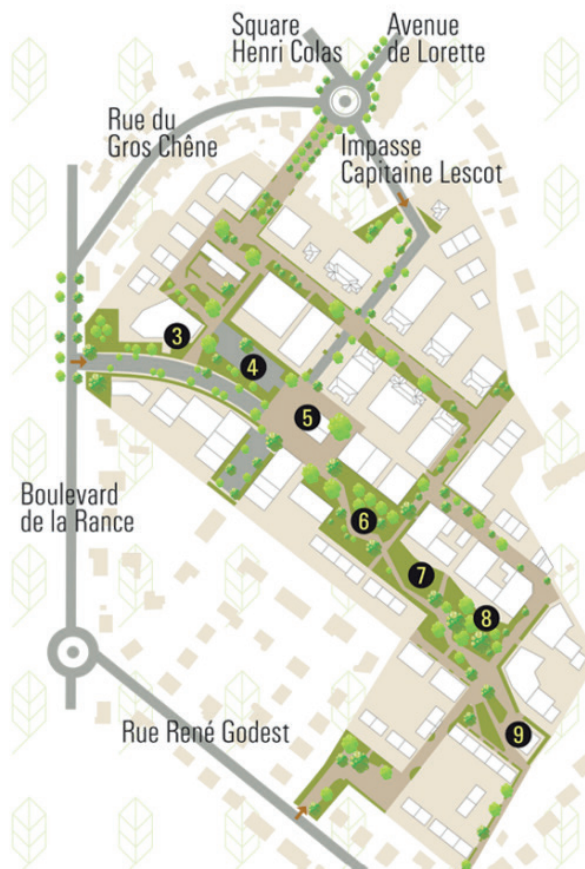 Square
Henri Colas
Avenue
de Lorette
Rue du
Gros Chêne
Impasse
Capitaine Lescot
3
4
5
Boulevard
de la Rance
6
7
8
9
Rue René Godest